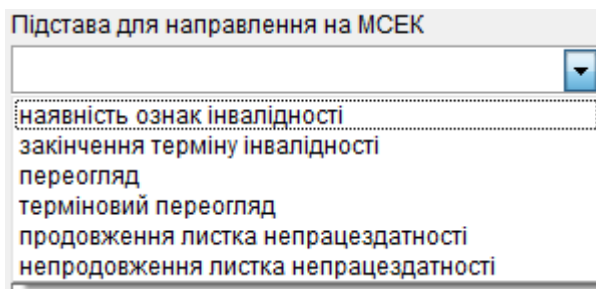 Підстава для направлення на МСЕК
наявність ознак інвалідності
закінчення терміну інвалідності
переогляд
терміновий переогляд
продовження листка непрацездатності
непродовження листка непрацездатності